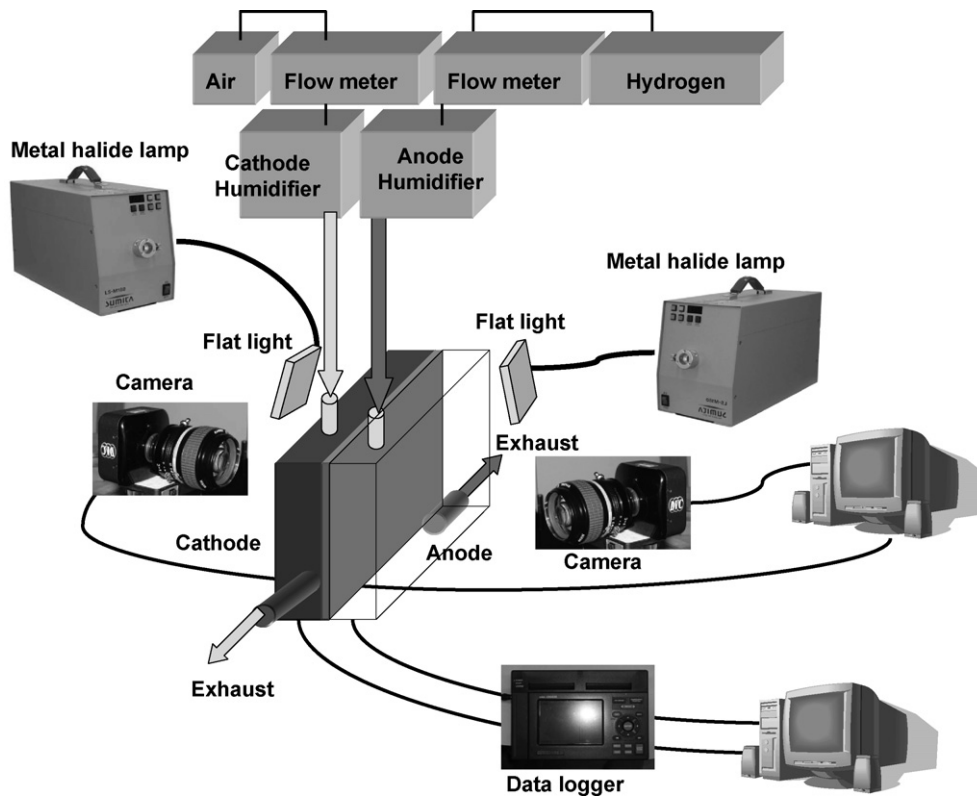 Air
Flow meter
Flow meter
Hydrogen
Metal halide lamp
Cathode
Humidifier
Anode
Humidifier
Metal halide lamp
SUMITA
Flat light
Flat light
Camera
Exhaust
Cathode
Anode
Camera
Exhaust
Data logger